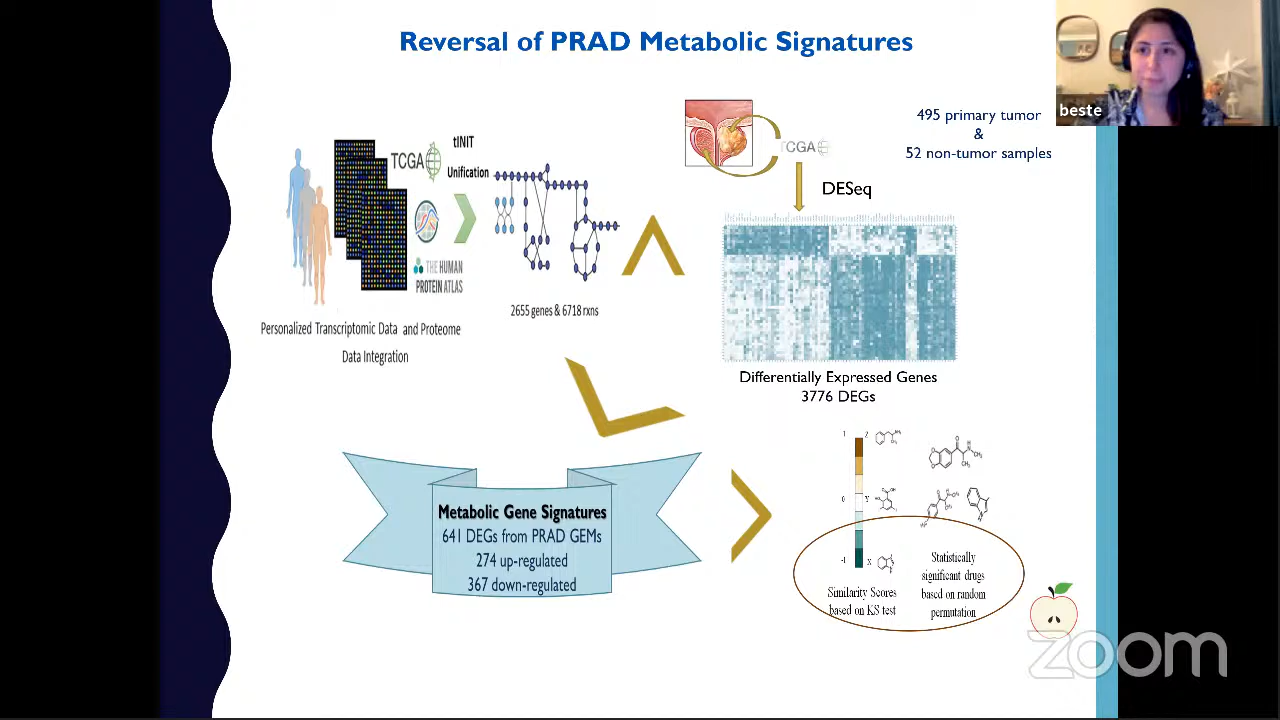 Reversal of PRAD Metabolic Signatures
beste
495 primary tumor
&
52 non-tumor samples
TCGA
DESeq
tINIT
Unification
TCGA
THE HUMAN
PROTEIN ATLAS
2655 genes & 6718 rxns
Personalized Transcriptomic Data and Proteome
Data Integration
Differentially Expressed Genes
3776 DEGs
Metabolic Gene Signatures
641 DEGs from PRAD GEMs
274 up-regulated
367 down-regulated
1
Z
0
Y
-1
X
Similarity Scores
based on KS test
Statistically
significant drugs
based on random
permutation
zoom